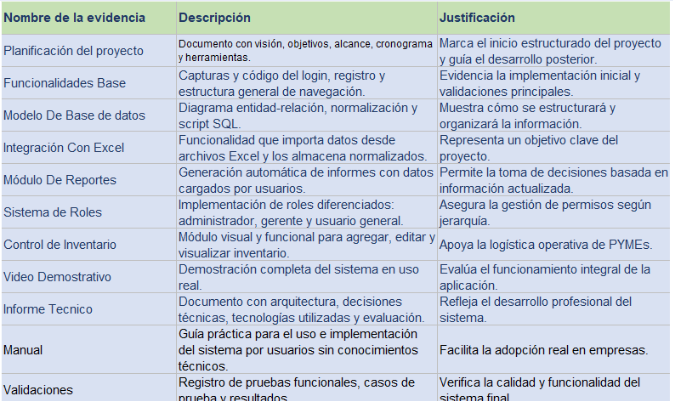 Nombre de la evidencia Descripción Justificación
Planificación del proyecto
Documento con visión, objetivos, alcance, cronograma
y herramientas.
Marca el inicio estructurado del proyecto
y guía el desarrollo posterior.
Funcionalidades Base
Capturas y código del login, registro y
estructura general de navegación.
Evidencia la implementación inicial y
validaciones principales.
Modelo De Base de datos
Diagrama entidad-relación, normalización y
script SQL.
Muestra cómo se estructurará y
organizará la información.
Integración Con Excel
Funcionalidad que importa datos desde
archivos Excel y los almacena normalizados.
Representa un objetivo clave del
proyecto.
Módulo De Reportes
Generación automática de informes con datos
cargados por usuarios.
Permite la toma de decisiones basada en
información actualizada.
Sistema de Roles
Implementación de roles diferenciados:
administrador, gerente y usuario general.
Asegura la gestión de permisos según
jerarquía.
Control de Inventario
Módulo visual y funcional para agregar, editar y
visualizar inventario.
Apoya la logística operativa de PYMEs.
Video Demostrativo
Demostración completa del sistema en uso
real.
Evalúa el funcionamiento integral de la
aplicación.
Informe Tecnico
Documento con arquitectura, decisiones
técnicas, tecnologías utilizadas y evaluación.
Refleja el desarrollo profesional del
sistema.
Manual
Guía práctica para el uso e implementación
del sistema por usuarios sin conocimientos
técnicos.
Facilita la adopción real en empresas.
Validaciones
Registro de pruebas funcionales, casos de
prueba y resultados.
Verifica la calidad y funcionalidad del
sistema final.